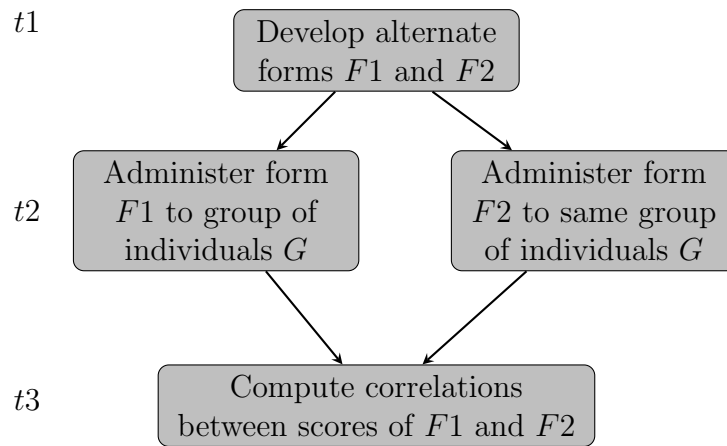 t1
Develop alternate
forms F1 and F2
t2
Administer form
F1 to group of
individuals G
Administer form
F2 to same group
of individuals G
t3
Compute correlations
between scores of F1 and F2